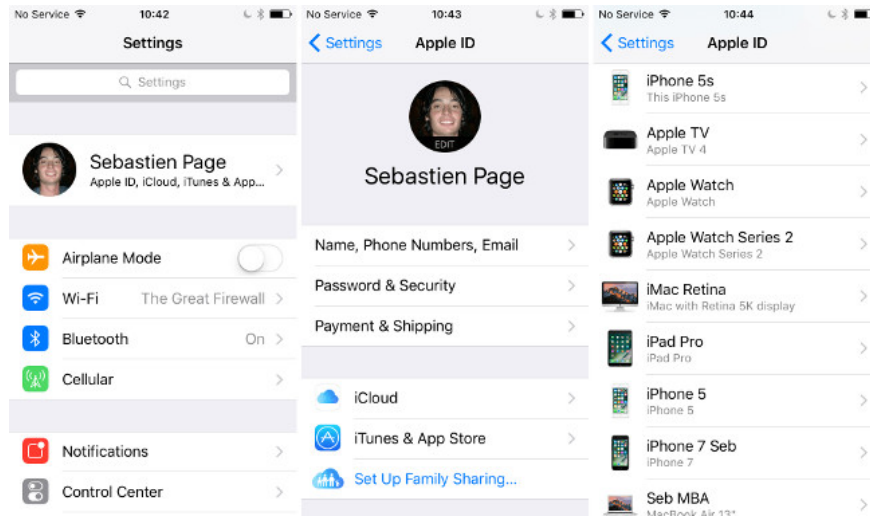 No Service 10:42
Settings
Settings
Sebastien Page
Apple ID, iCloud, iTunes & App...
Airplane Mode
Wi-Fi The Great Firewall
Bluetooth On
Cellular
Notifications
Control Center
No Service 10:43
Settings Apple ID
EDIT
Sebastien Page
Name, Phone Numbers, Email
Password & Security
Payment & Shipping
iCloud
iTunes & App Store
Set Up Family Sharing...
No Service 10:44
Settings Apple ID
iPhone 5s
This iPhone 5s
Apple TV
Apple TV 4
Apple Watch
Apple Watch
Apple Watch Series 2
Apple Watch Series 2
iMac Retina
iMac with Retina 5K display
iPad Pro
iPad Pro
iPhone 5
iPhone 5
iPhone 7 Seb
iPhone 7
Seb MBA
MacBook Air 13"